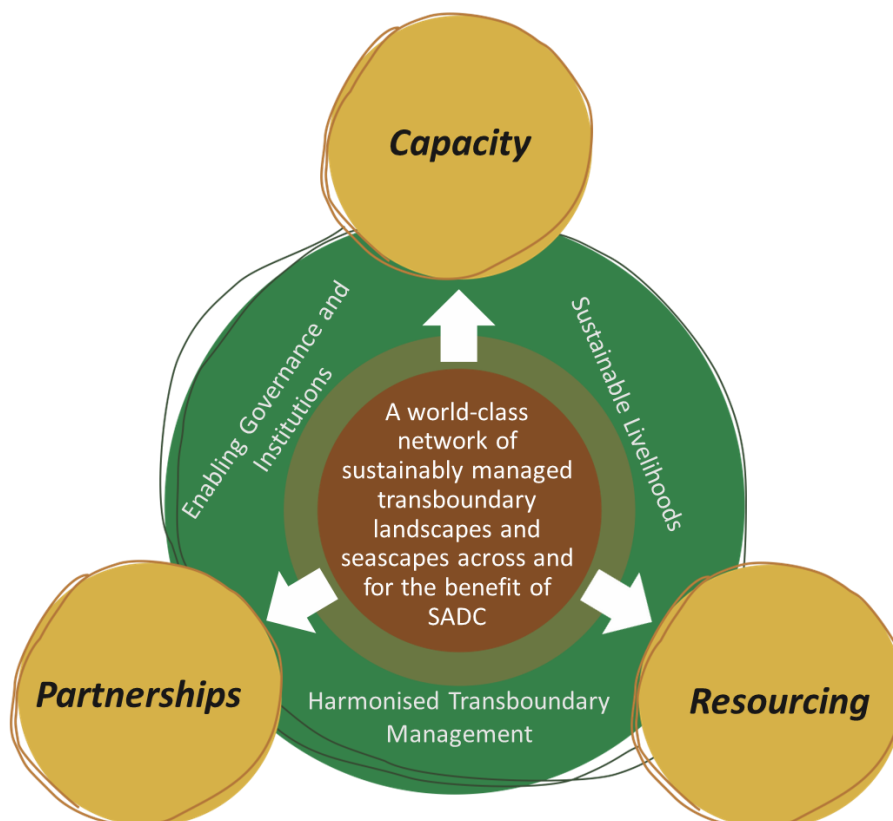 Capacity
Enabling Governance and
Institutions
Sustainable Livelihoods
A world-class
network of
sustainably managed
transboundary
landscapes and
seascapes across and
for the benefit of
SADC
Partnerships
Harmonised Transboundary
Management
Resourcing